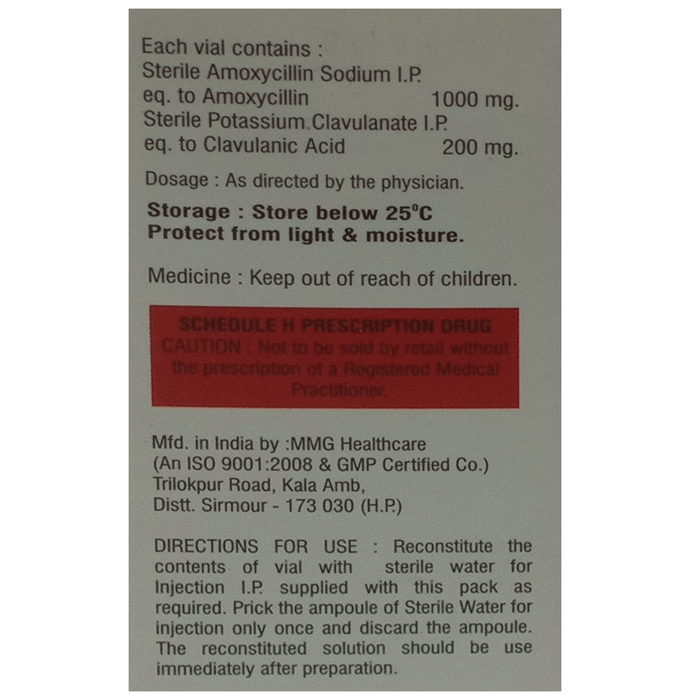 Each vial contains :
Sterile Amoxycillin Sodium I.P.
eq. to Amoxycillin 1000 mg.
Sterile Potassium Clavulanate I.P.
eq. to Clavulanic Acid 200 mg.
Dosage : As directed by the physician.
Storage : Store below 25°C
Protect from light & moisture.
Medicine : Keep out of reach of children.
SCHEDULE H PRESCRIPTION DRUG
CAUTION : Not to be sold by retail without
the prescription of a Registered Medical
Practitioner.
Mfd. in India by :MMG Healthcare
(An ISO 9001:2008 & GMP Certified Co.)
Trilokpur Road, Kala Amb,
Distt. Sirmour - 173 030 (H.P.)
DIRECTIONS FOR USE : Reconstitute the
contents of vial with sterile water for
Injection I.P. supplied with this pack as
required. Prick the ampoule of Sterile Water for
injection only once and discard the ampoule.
The reconstituted solution should be use
immediately after preparation.